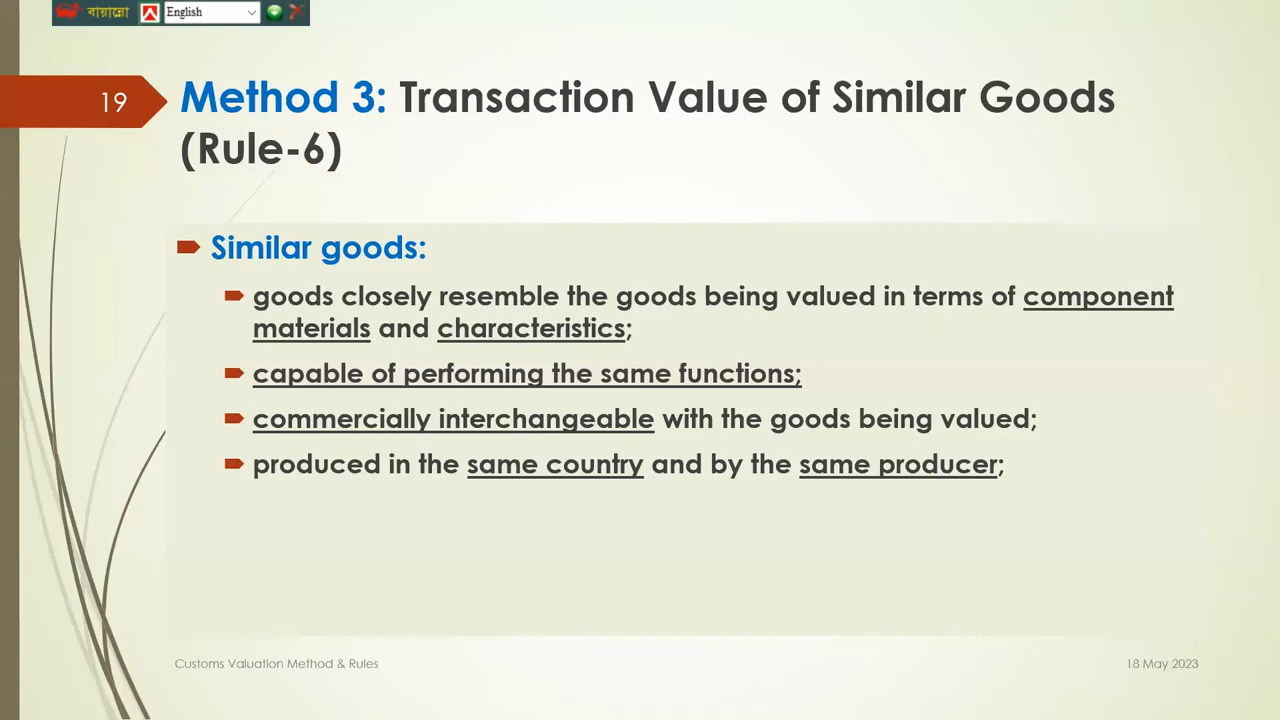 বায়ান্নো English
19
Method 3: Transaction Value of Similar Goods
(Rule-6)
Similar goods:
goods closely resemble the goods being valued in terms of component
materials and characteristics;
capable of performing the same functions;
commercially interchangeable with the goods being valued;
produced in the same country and by the same producer;
Customs Valuation Method & Rules
18 May 2023